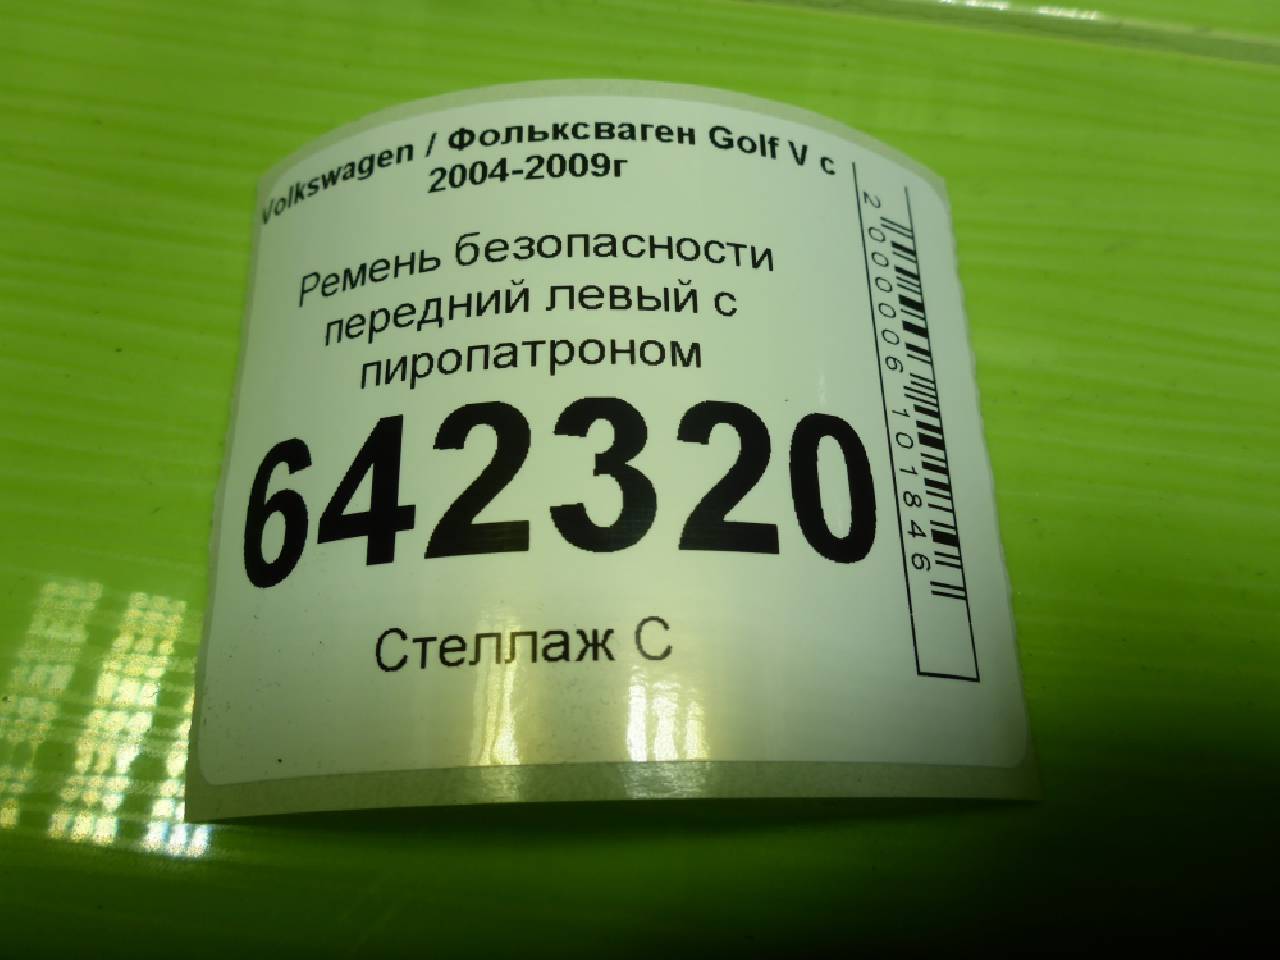 Volkswagen / Фольксваген Golf V с
2004-2009г
Ремень безопасности
передний левый с
пиропатроном
642320
Стеллаж С
2000006101846